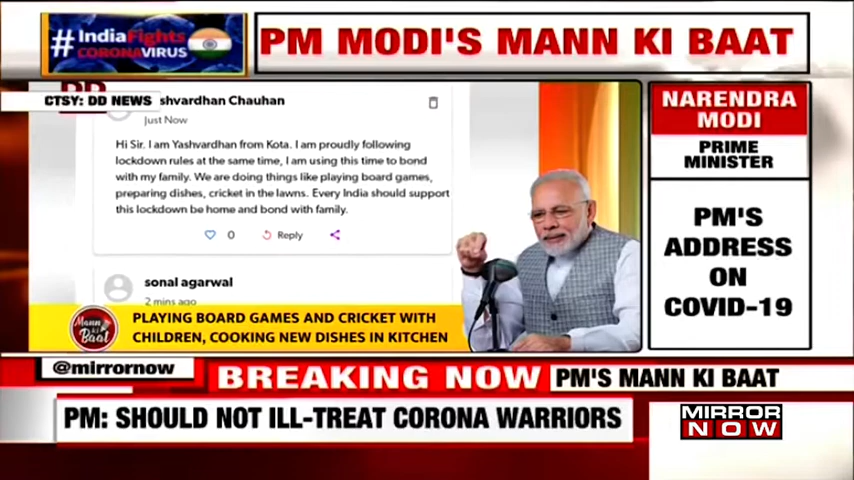 #IndiaFights
CORONAVIRUS
PM MODI'S MANN KI BAAT
DD
CTSY: DD NEWS
shvardhan Chauhan
Just Now
Hi Sir. I am Yashvardhan from Kota. I am proudly following
lockdown rules at the same time, I am using this time to bond
with my family. We are doing things like playing board games,
preparing dishes, cricket in the lawns. Every India should support
this lockdown be home and bond with family.
0 Reply
sonal agarwal
2 mins ago
Mann ki Baat
PLAYING BOARD GAMES AND CRICKET WITH
CHILDREN, COOKING NEW DISHES IN KITCHEN
NARENDRA
MODI
PRIME
MINISTER
PM'S
ADDRESS
ON
COVID-19
@mirrornow
BREAKING NOW
PM'S MANN KI BAAT
PM: SHOULD NOT ILL-TREAT CORONA WARRIORS
MIRROR
NOW